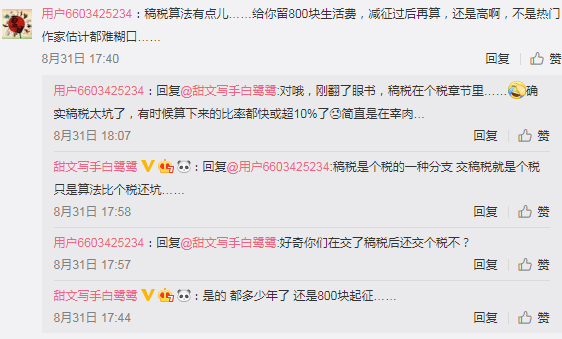 用户6603425234：稿税算法有点儿……给你留800块生活费，减征过后再算，还是高啊，不是热门
作家估计都难糊口……
8月31日 17:40
回复 赞
用户6603425234：回复@甜文写手白鹭鹭:对哦，刚翻了眼书，稿税在个税章节里……确
实稿税太坑了，有时候算下来的比率都快或超10%了简直是在宰肉…
8月31日 18:07
回复 赞
甜文写手白鹭鹭：回复@用户6603425234:稿税是个税的一种分支 交稿税就是个税
只是算法比个税还坑……
8月31日 17:58
回复 赞
用户6603425234：回复@甜文写手白鹭鹭:好奇你们在交了稿税后还交个税不？
8月31日 17:57
回复 赞
甜文写手白鹭鹭：是的 都多少年了 还是800块起征……
8月31日 17:44
回复 赞